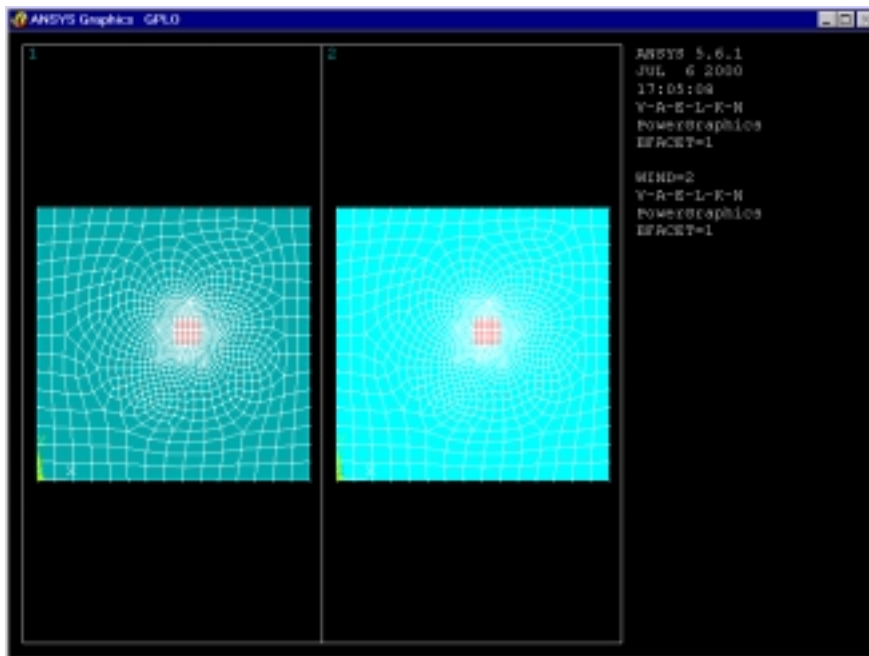 ANSYS Graphics GPLO
1
2
ANSYS 5.6.1
JUL 6 2000
17:05:08
V-A-E-L-K-N
PowerGraphics
EFACET=1
WIND=2
V-A-E-L-K-N
PowerGraphics
EFACET=1
X
X